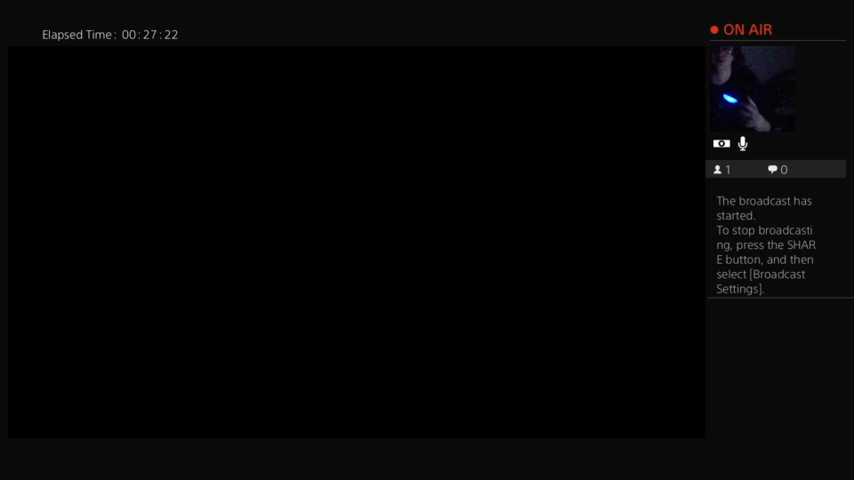 Elapsed Time: 00:27:22
ON AIR
1 0
The broadcast has
started.
To stop broadcasti
ng, press the SHAR
E button, and then
select [Broadcast
Settings].